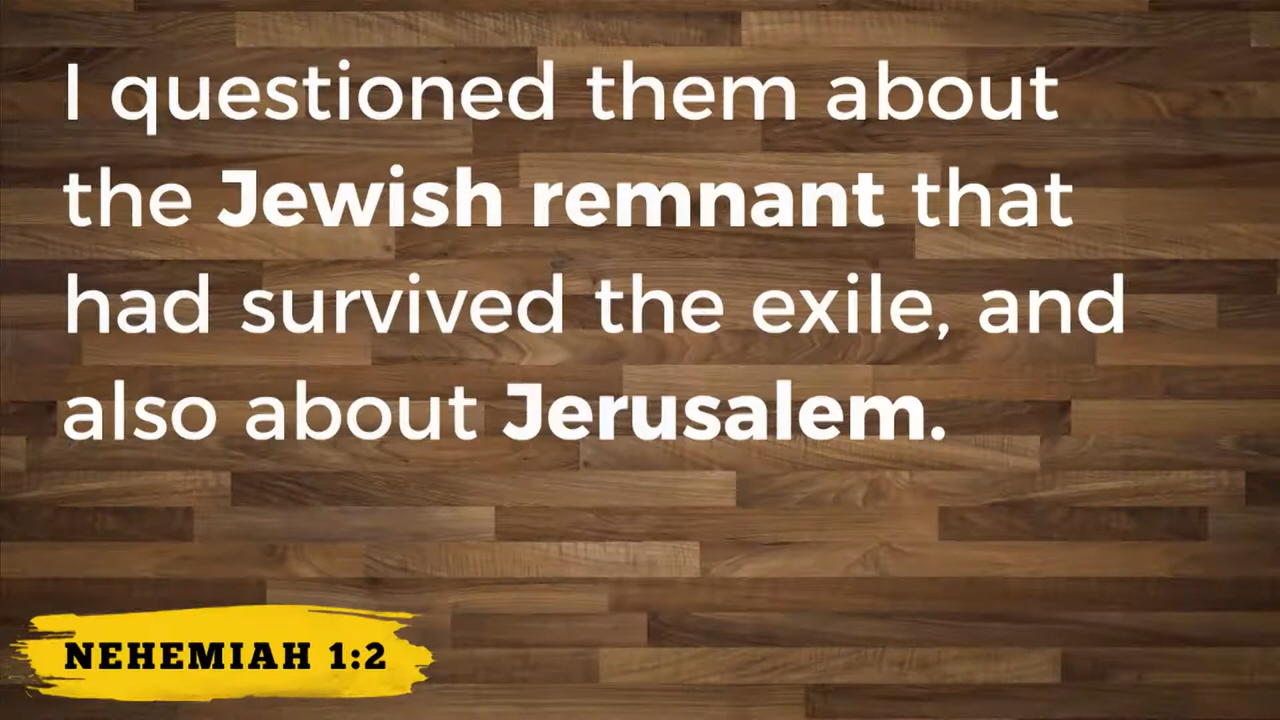 I questioned them about
the Jewish remnant that
had survived the exile, and
also about Jerusalem.
NEHEMIAH 1:2